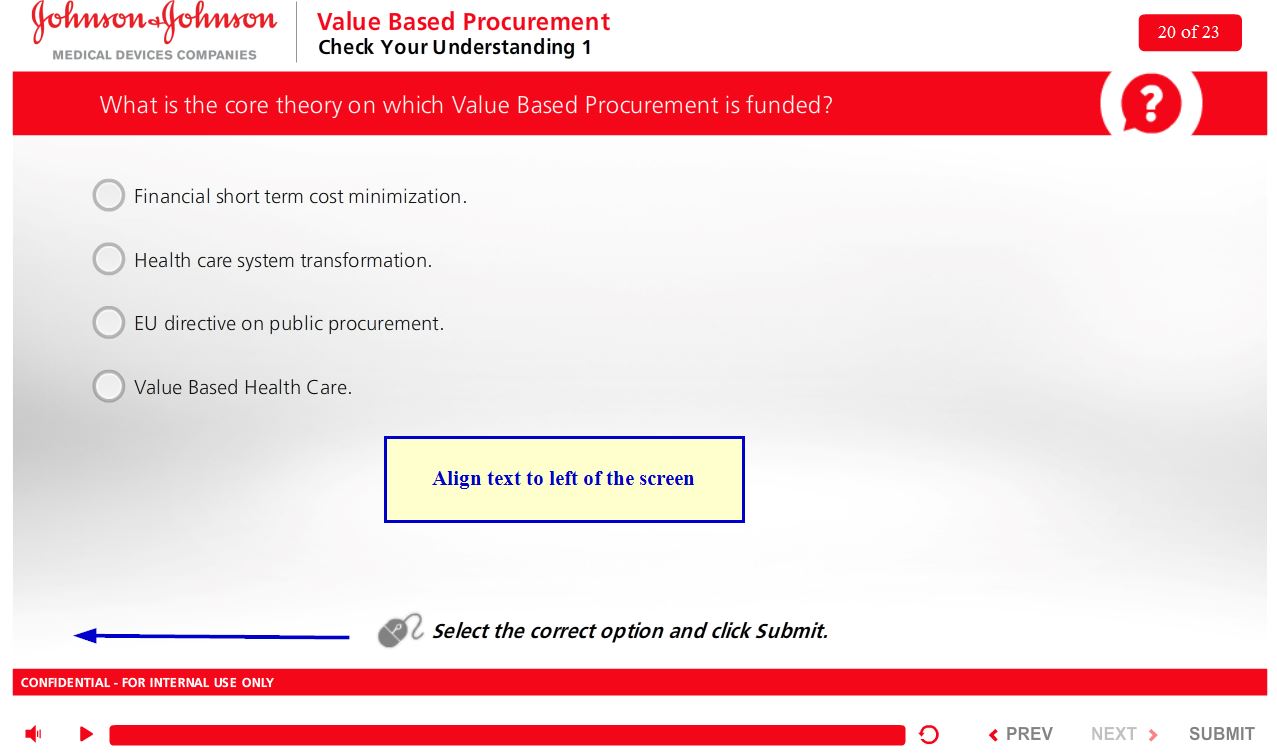 Johnson & Johnson
MEDICAL DEVICES COMPANIES
Value Based Procurement
Check Your Understanding 1
20 of 23
What is the core theory on which Value Based Procurement is funded?
?
Financial short term cost minimization.
Health care system transformation.
EU directive on public procurement.
Value Based Health Care.
Align text to left of the screen
Select the correct option and click Submit.
CONFIDENTIAL - FOR INTERNAL USE ONLY
PREV
NEXT
SUBMIT